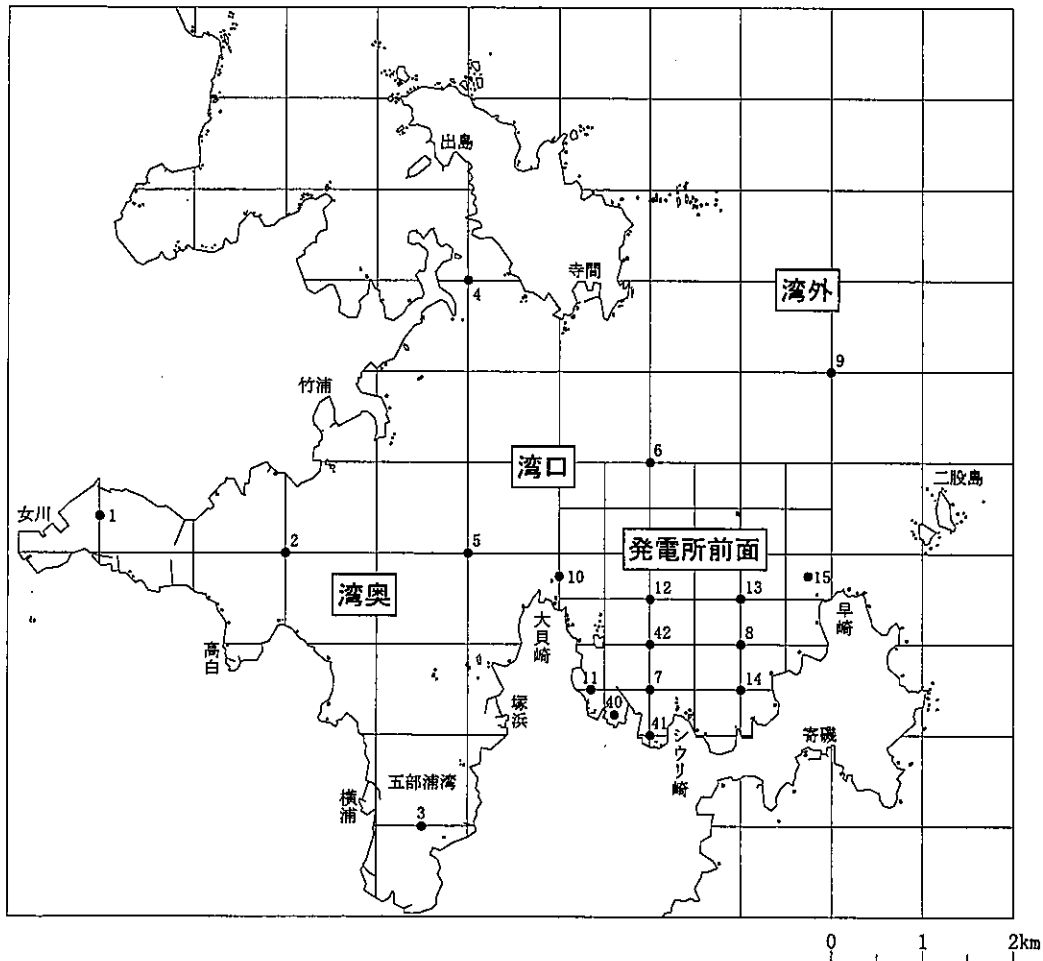 出島
寺間
湾外
4
9
竹浦
6
湾口
二股島
女川
1
2
5
発電所前面
10
15
湾奥
12
13
大貝崎
早崎
42
8
高白
11
7
14
40
塚浜
41
シウリ崎
寄磯
五部浦湾
横浦
3
0 1 2km